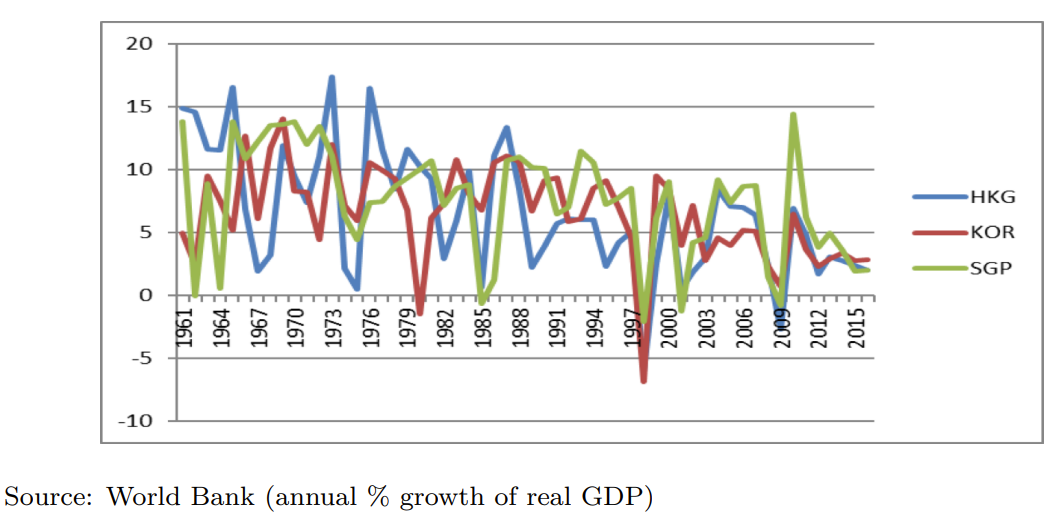 20
15
10
5
0
-5
-10
1961 1964 1967 1970 1973 1976 1979 1982 1985 1988 1991 1994 1997 2000 2003 2006 2009 2012 2015
HKG
KOR
SGP
Source: World Bank (annual % growth of real GDP)